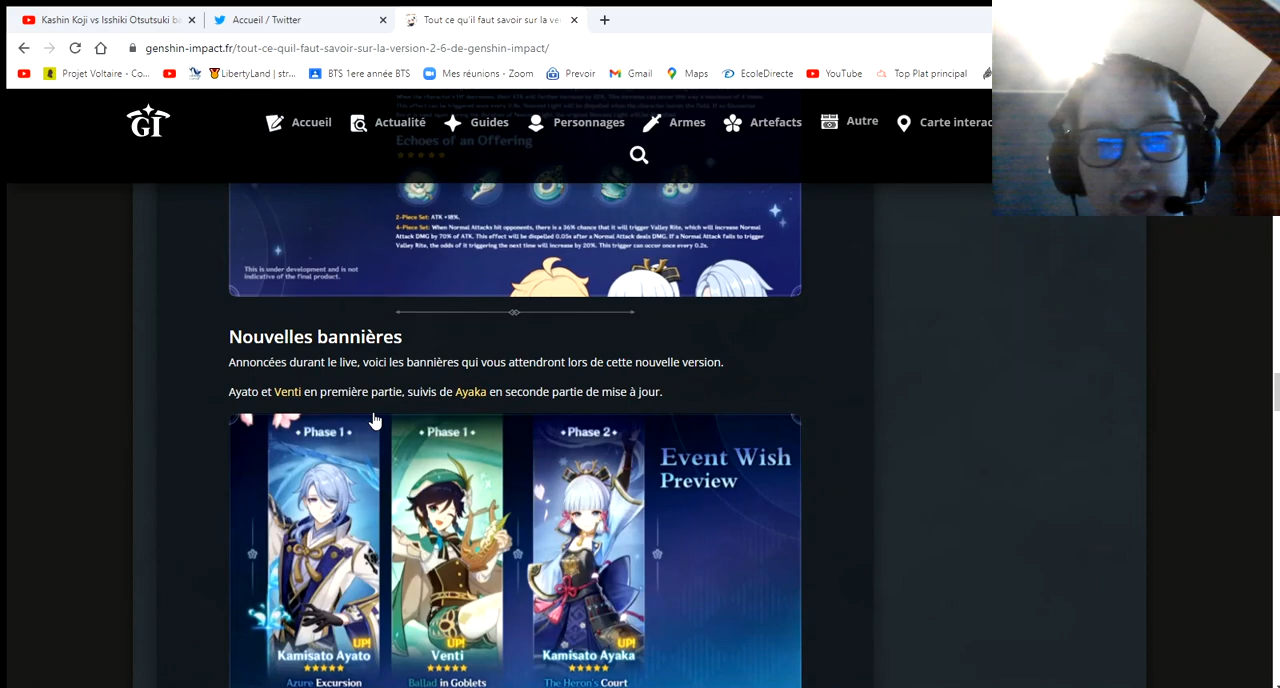 Kashin Koji vs Isshiki Otsutsuki ba
Accueil / Twitter
Tout ce qu'il faut savoir sur la ve
genshin-impact.fr/tout-ce-quil-faut-savoir-sur-la-version-2-6-de-genshin-impact/
Projet Voltaire - Co...
LibertyLand | str...
BTS 1ere année BTS
Mes réunions - Zoom
Prevoir
Gmail
Maps
EcoleDirecte
YouTube
Top Plat principal
GI
Accueil
Actualité
Guides
Personnages
Armes
Artefacts
Autre
Carte interac
Echoes of an Offering
2-Piece Set: ATK +18%.
4-Piece Set: When Normal Attacks hit opponents, there is a 36% chance that it will trigger Valley Rite, which will increase Normal
Attack DMG by 70% of ATK. This effect will be dispelled 0.05s after a Normal Attack deals DMG. If a Normal Attack fails to trigger
Valley Rite, the odds of it triggering the next time will increase by 20%. This trigger can occur once every 0.2s.
This is under development and is not
indicative of the final product.
Nouvelles bannières
Annoncées durant le live, voici les bannières qui vous attendront lors de cette nouvelle version.
Ayato et Venti en première partie, suivis de Ayaka en seconde partie de mise à jour.
Phase 1
Phase 1
Phase 2
Event Wish
Preview
UP!
UP!
UP!
Kamisato Ayato
Venti
Kamisato Ayaka
Azure Excursion
Ballad in Goblets
The Heron's Court